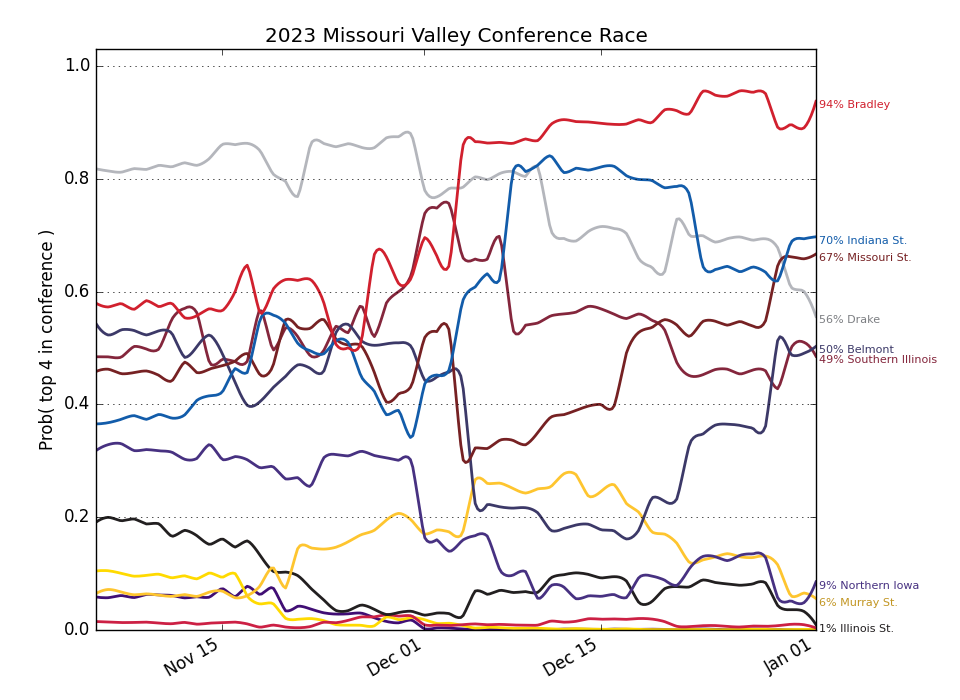 2023 Missouri Valley Conference Race
Prob( top 4 in conference )
1.0
0.8
0.6
0.4
0.2
0.0
Nov 15
Dec 01
Dec 15
Jan 01
94% Bradley
70% Indiana St.
67% Missouri St.
56% Drake
50% Belmont
49% Southern Illinois
9% Northern Iowa
6% Murray St.
1% Illinois St.